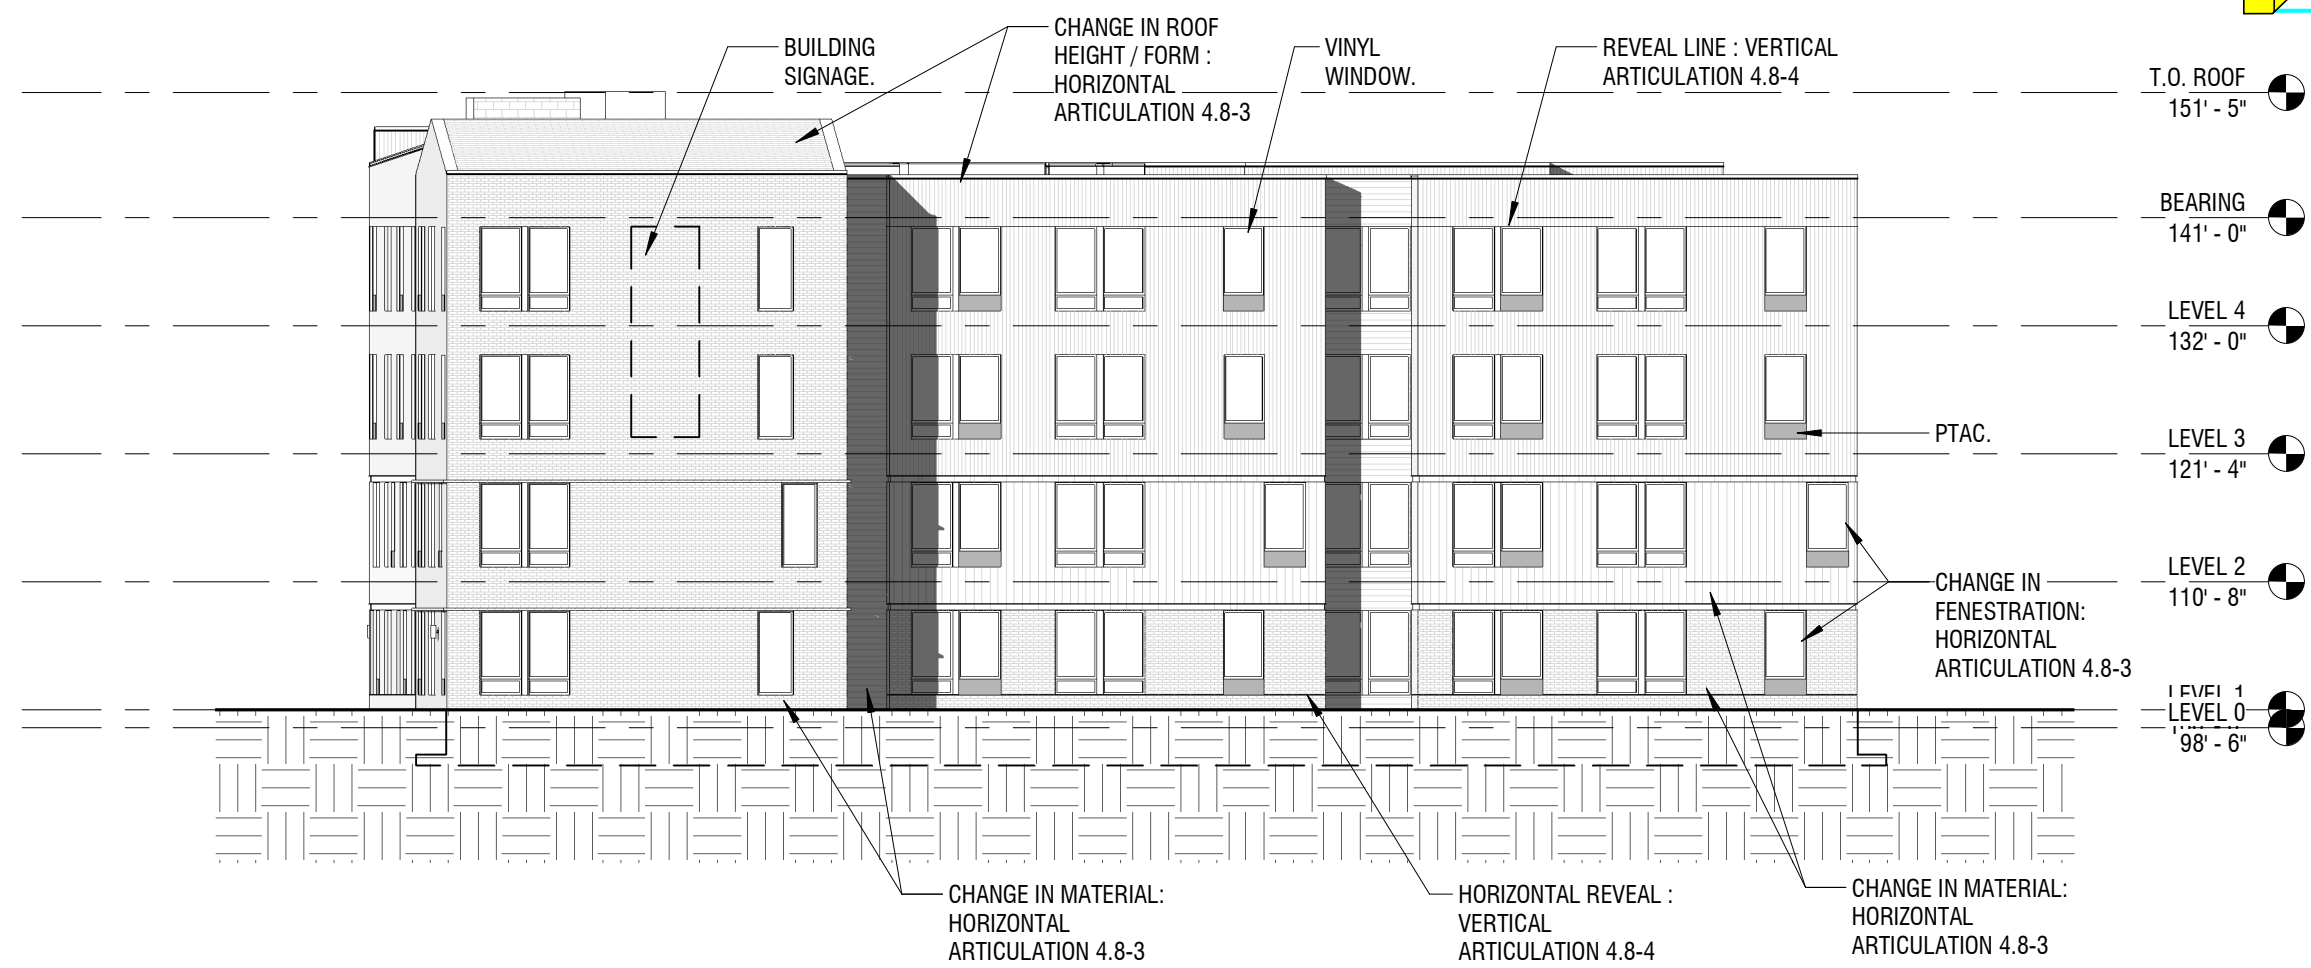 BUILDING
SIGNAGE.
CHANGE IN ROOF
HEIGHT / FORM :
HORIZONTAL
ARTICULATION 4.8-3
VINYL
WINDOW.
REVEAL LINE : VERTICAL
ARTICULATION 4.8-4
T.O. ROOF
151' - 5"
BEARING
141' - 0"
LEVEL 4
132' - 0"
PTAC.
LEVEL 3
121' - 4"
LEVEL 2
110' - 8"
CHANGE IN
FENESTRATION:
HORIZONTAL
ARTICULATION 4.8-3
LEVEL 1
LEVEL 0
98' - 6"
CHANGE IN MATERIAL:
HORIZONTAL
ARTICULATION 4.8-3
HORIZONTAL REVEAL :
VERTICAL
ARTICULATION 4.8-4
CHANGE IN MATERIAL:
HORIZONTAL
ARTICULATION 4.8-3